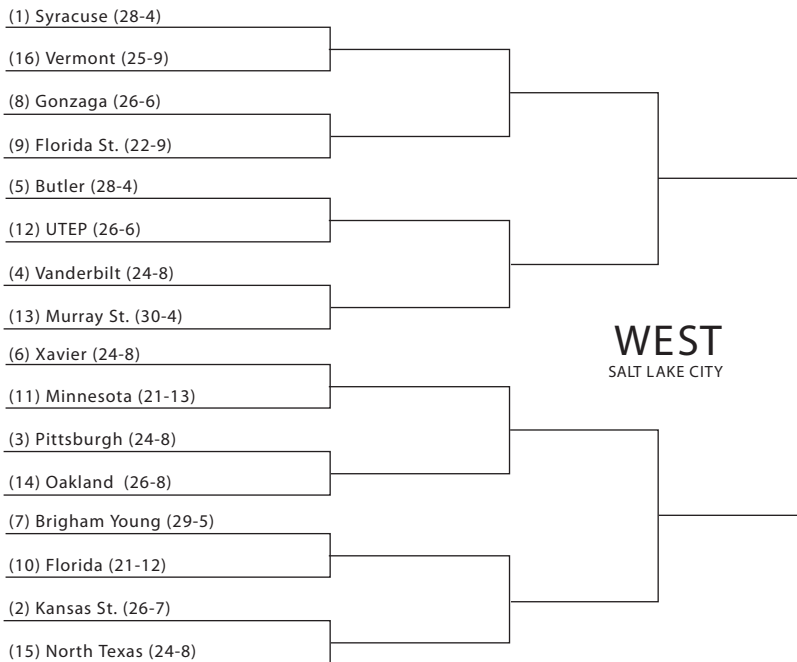 (1) Syracuse (28-4)
(16) Vermont (25-9)
(8) Gonzaga (26-6)
(9) Florida St. (22-9)
(5) Butler (28-4)
(12) UTEP (26-6)
(4) Vanderbilt (24-8)
(13) Murray St. (30-4)
(6) Xavier (24-8)
(11) Minnesota (21-13)
(3) Pittsburgh (24-8)
(14) Oakland (26-8)
(7) Brigham Young (29-5)
(10) Florida (21-12)
(2) Kansas St. (26-7)
(15) North Texas (24-8)
WEST
SALT LAKE CITY